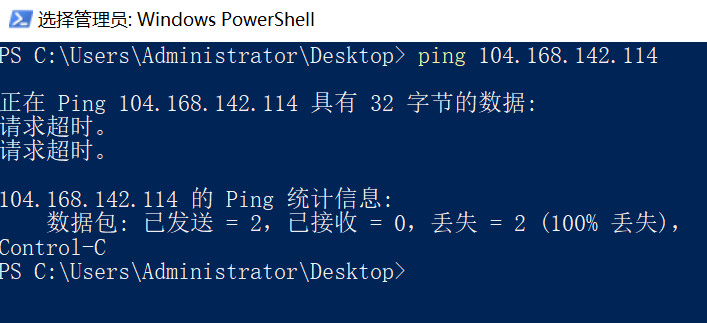 选择管理员: Windows PowerShell
PS C:\Users\Administrator\Desktop> ping 104.168.142.114
正在 Ping 104.168.142.114 具有 32 字节的数据:
请求超时。
请求超时。
104.168.142.114 的 Ping 统计信息:
数据包: 已发送 = 2，已接收 = 0，丢失 = 2 (100% 丢失)，
Control-C
PS C:\Users\Administrator\Desktop>